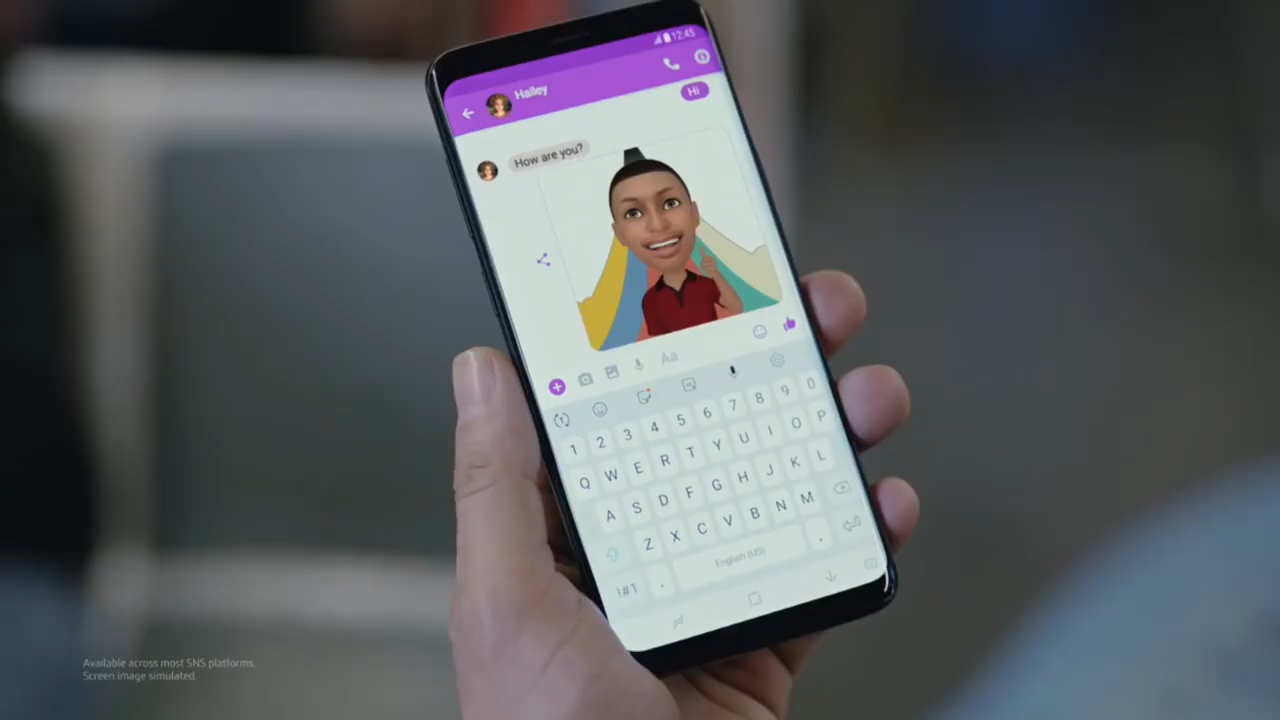 12:45
Hailey
Hi
How are you?
Aa
1 2 3 4 5 6 7 8 9 0
Q W E R T Y U I O P
A S D F G H J K L
Z X C V B N M
!#1 , English (US) .
Available across most SNS platforms.
Screen image simulated.